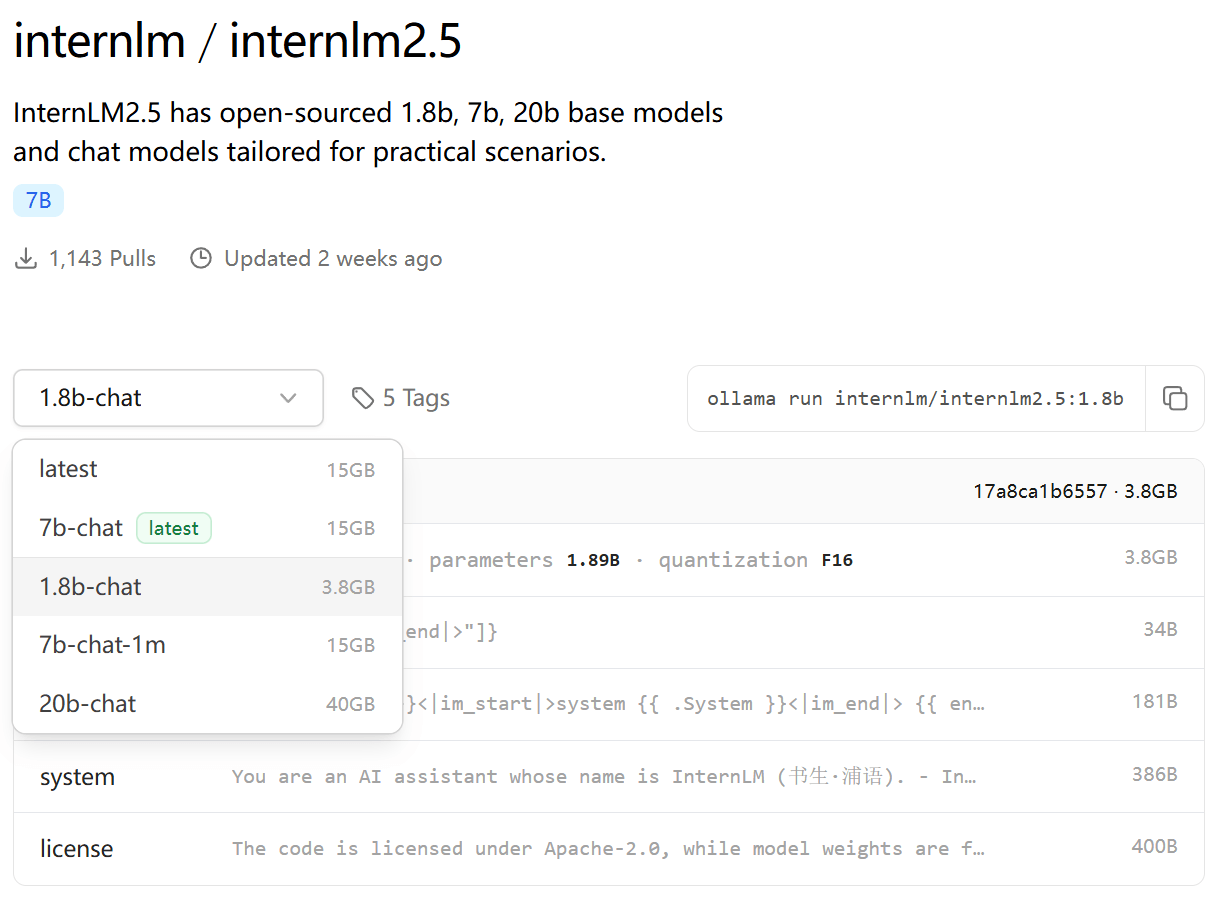 internlm / internlm2.5
InternLM2.5 has open-sourced 1.8b, 7b, 20b base models
and chat models tailored for practical scenarios.
7B
1,143 Pulls Updated 2 weeks ago
1.8b-chat 5 Tags ollama run internlm/internlm2.5:1.8b
latest 15GB
17a8ca1b6557 · 3.8GB
7b-chat latest 15GB
· parameters 1.89B · quantization F16 3.8GB
1.8b-chat 3.8GB
_end|>"]} 34B
7b-chat-1m 15GB
}<|im_start|>system {{ .System }}<|im_end|> {{ en… 181B
20b-chat 40GB
system You are an AI assistant whose name is InternLM (书生·浦语). - In… 386B
license The code is licensed under Apache-2.0, while model weights are f… 400B